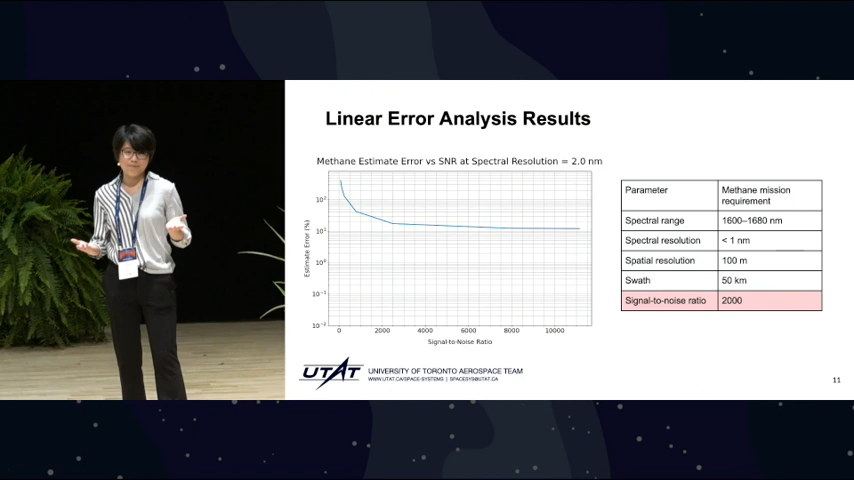 Linear Error Analysis Results
Methane Estimate Error vs SNR at Spectral Resolution = 2.0 nm
Estimate Error (%)
10²
10¹
10⁰
10⁻¹
10⁻²
0 2000 4000 6000 8000 10000
Signal-to-Noise Ratio
Parameter Methane mission
requirement
Spectral range 1600–1680 nm
Spectral resolution < 1 nm
Spatial resolution 100 m
Swath 50 km
Signal-to-noise ratio 2000
UTAT
UNIVERSITY OF TORONTO AEROSPACE TEAM
WWW.UTAT.CA/SPACE-SYSTEMS | SPACESYS@UTAT.CA
11